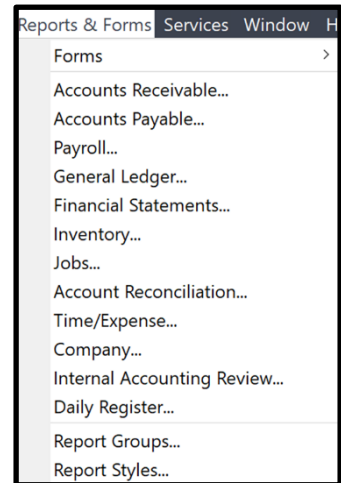 Reports & Forms Services Window H
Forms >
Accounts Receivable...
Accounts Payable...
Payroll...
General Ledger...
Financial Statements...
Inventory...
Jobs...
Account Reconciliation...
Time/Expense...
Company...
Internal Accounting Review...
Daily Register...
Report Groups...
Report Styles...